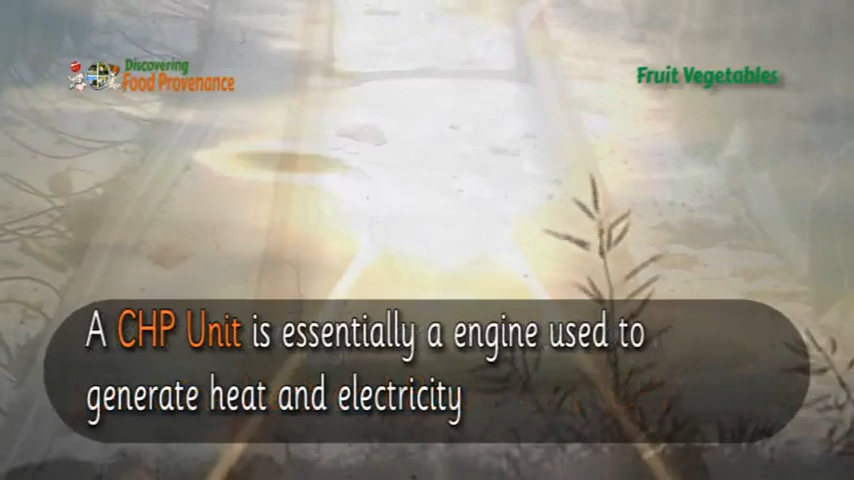 Discovering
Food Provenance
Fruit Vegetables
A CHP Unit is essentially a engine used to
generate heat and electricity